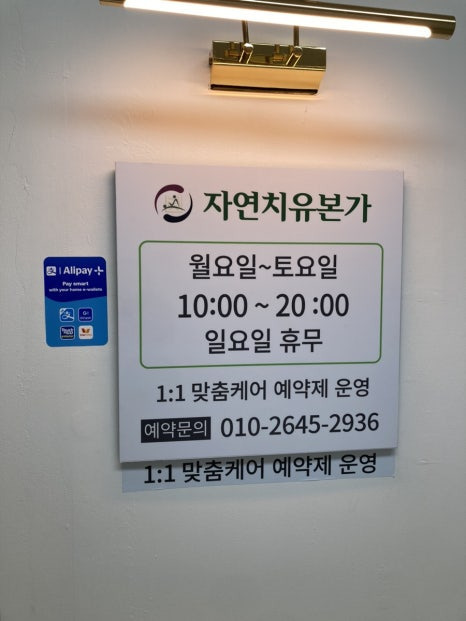 자연치유본가
월요일~토요일
10:00 ~ 20 :00
일요일 휴무
1:1 맞춤케어 예약제 운영
예약문의 010-2645-2936
1:1 맞춤케어 예약제 운영
Alipay+
Pay smart
with your home e-wallets